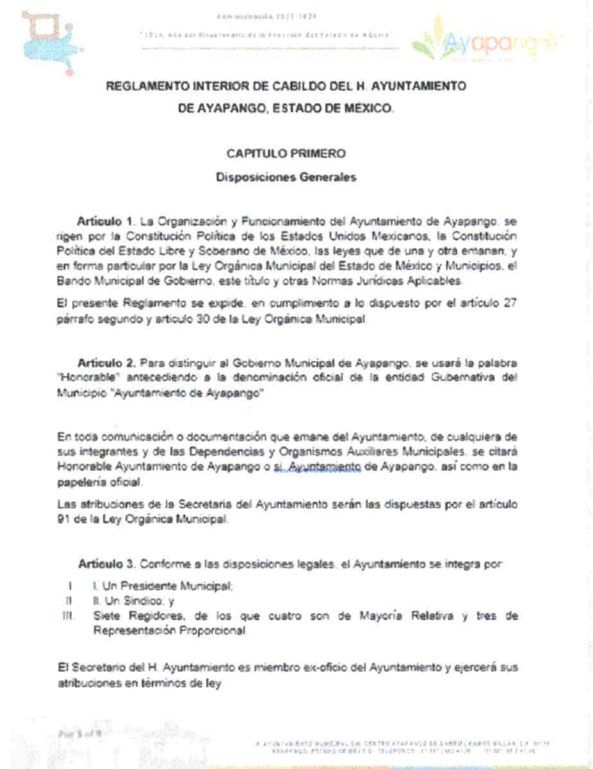 Administración 2022-2024
Ayapango
REGLAMENTO INTERIOR DE CABILDO DEL H. AYUNTAMIENTO
DE AYAPANGO, ESTADO DE MÉXICO.
CAPITULO PRIMERO
Disposiciones Generales
Articulo 1. La Organización y Funcionamiento del Ayuntamiento de Ayapango, se
rigen por la Constitución Política de los Estados Unidos Mexicanos, la Constitución
Política del Estado Libre y Soberano de México, las leyes que de una y otra emanan, y
en forma particular por la Ley Orgánica Municipal del Estado de México y Municipios, el
Bando Municipal de Gobierno, este título y otras Normas Jurídicas Aplicables.
El presente Reglamento se expide, en cumplimiento a lo dispuesto por el artículo 27
párrafo segundo y articulo 30 de la Ley Orgánica Municipal.
Articulo 2. Para distinguir al Gobierno Municipal de Ayapango, se usará la palabra
"Honorable" antecediendo a la denominación oficial de la entidad Gubernativa del
Municipio "Ayuntamiento de Ayapango"
En toda comunicación o documentación que emane del Ayuntamiento, de cualquiera de
sus integrantes y de las Dependencias y Organismos Auxiliares Municipales, se citará
Honorable Ayuntamiento de Ayapango o si, Ayuntamiento de Ayapango, así como en la
papelería oficial.
Las atribuciones de la Secretaria del Ayuntamiento serán las dispuestas por el artículo
91 de la Ley Orgánica Municipal.
Articulo 3. Conforme a las disposiciones legales, el Ayuntamiento se integra por
I I. Un Presidente Municipal;
II II. Un Sindico, y
III. Siete Regidores, de los que cuatro son de Mayoría Relativa y tres de
Representación Proporcional
El Secretario del H. Ayuntamiento es miembro ex-oficio del Ayuntamiento y ejercerá sus
atribuciones en términos de ley.